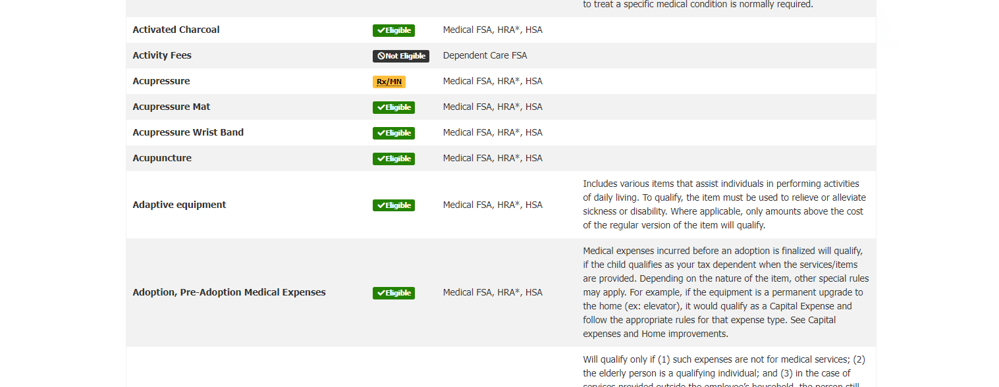 to treat a specific medical condition is normally required.
Activated Charcoal Eligible Medical FSA, HRA*, HSA
Activity Fees Not Eligible Dependent Care FSA
Acupressure Rx/MN Medical FSA, HRA*, HSA
Acupressure Mat Eligible Medical FSA, HRA*, HSA
Acupressure Wrist Band Eligible Medical FSA, HRA*, HSA
Acupuncture Eligible Medical FSA, HRA*, HSA
Adaptive equipment Eligible Medical FSA, HRA*, HSA
Includes various items that assist individuals in performing activities
of daily living. To qualify, the item must be used to relieve or alleviate
sickness or disability. Where applicable, only amounts above the cost
of the regular version of the item will qualify.
Adoption, Pre-Adoption Medical Expenses Eligible Medical FSA, HRA*, HSA
Medical expenses incurred before an adoption is finalized will qualify,
if the child qualifies as your tax dependent when the services/items
are provided. Depending on the nature of the item, other special rules
may apply. For example, if the equipment is a permanent upgrade to
the home (ex: elevator), it would qualify as a Capital Expense and
follow the appropriate rules for that expense type. See Capital
expenses and Home improvements.
Will qualify only if (1) such expenses are not for medical services; (2)
the elderly person is a qualifying individual; and (3) in the case of
services provided outside the employee's household, the person still